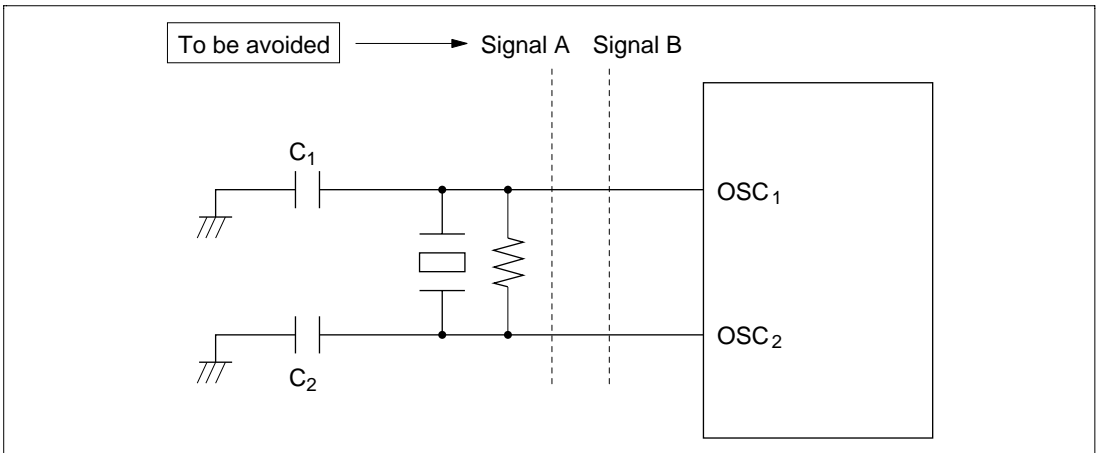 To be avoided Signal A Signal B
C1
OSC1
OSC2
C2